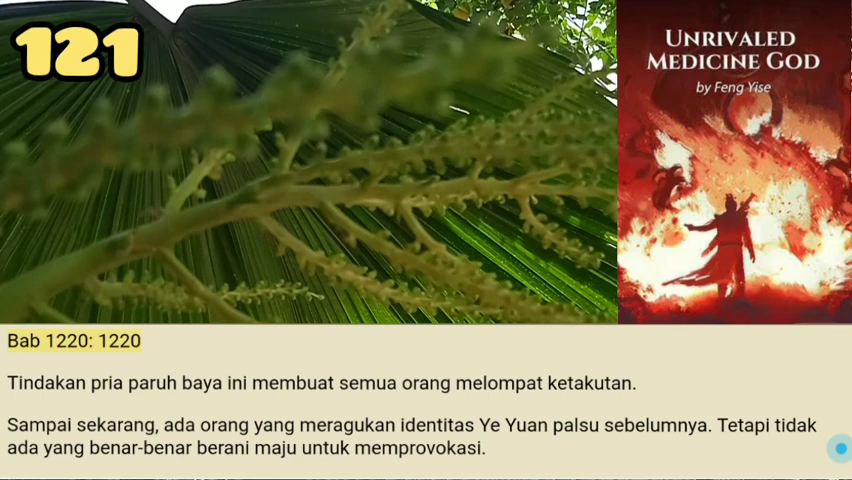 121
UNRIVALED
MEDICINE GOD
by Feng Yise
Bab 1220: 1220
Tindakan pria paruh baya ini membuat semua orang melompat ketakutan.
Sampai sekarang, ada orang yang meragukan identitas Ye Yuan palsu sebelumnya. Tetapi tidak
ada yang benar-benar berani maju untuk memprovokasi.